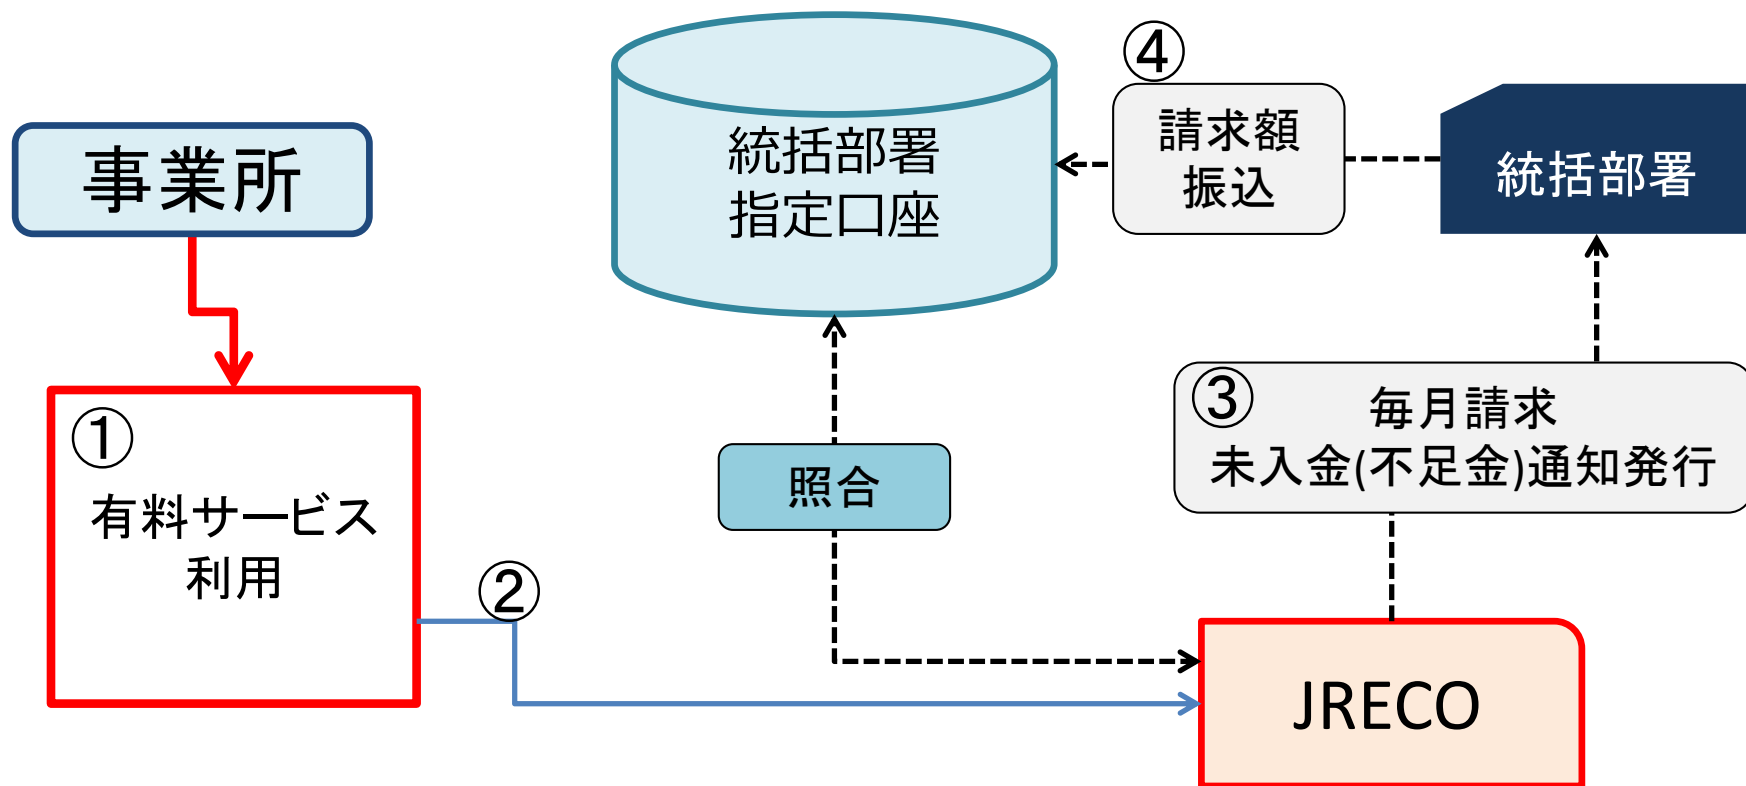 事業所
①
有料サービス
利用
②
統括部署
指定口座
照合
④
請求額
振込
統括部署
③
毎月請求
未入金(不足金)通知発行
JRECO